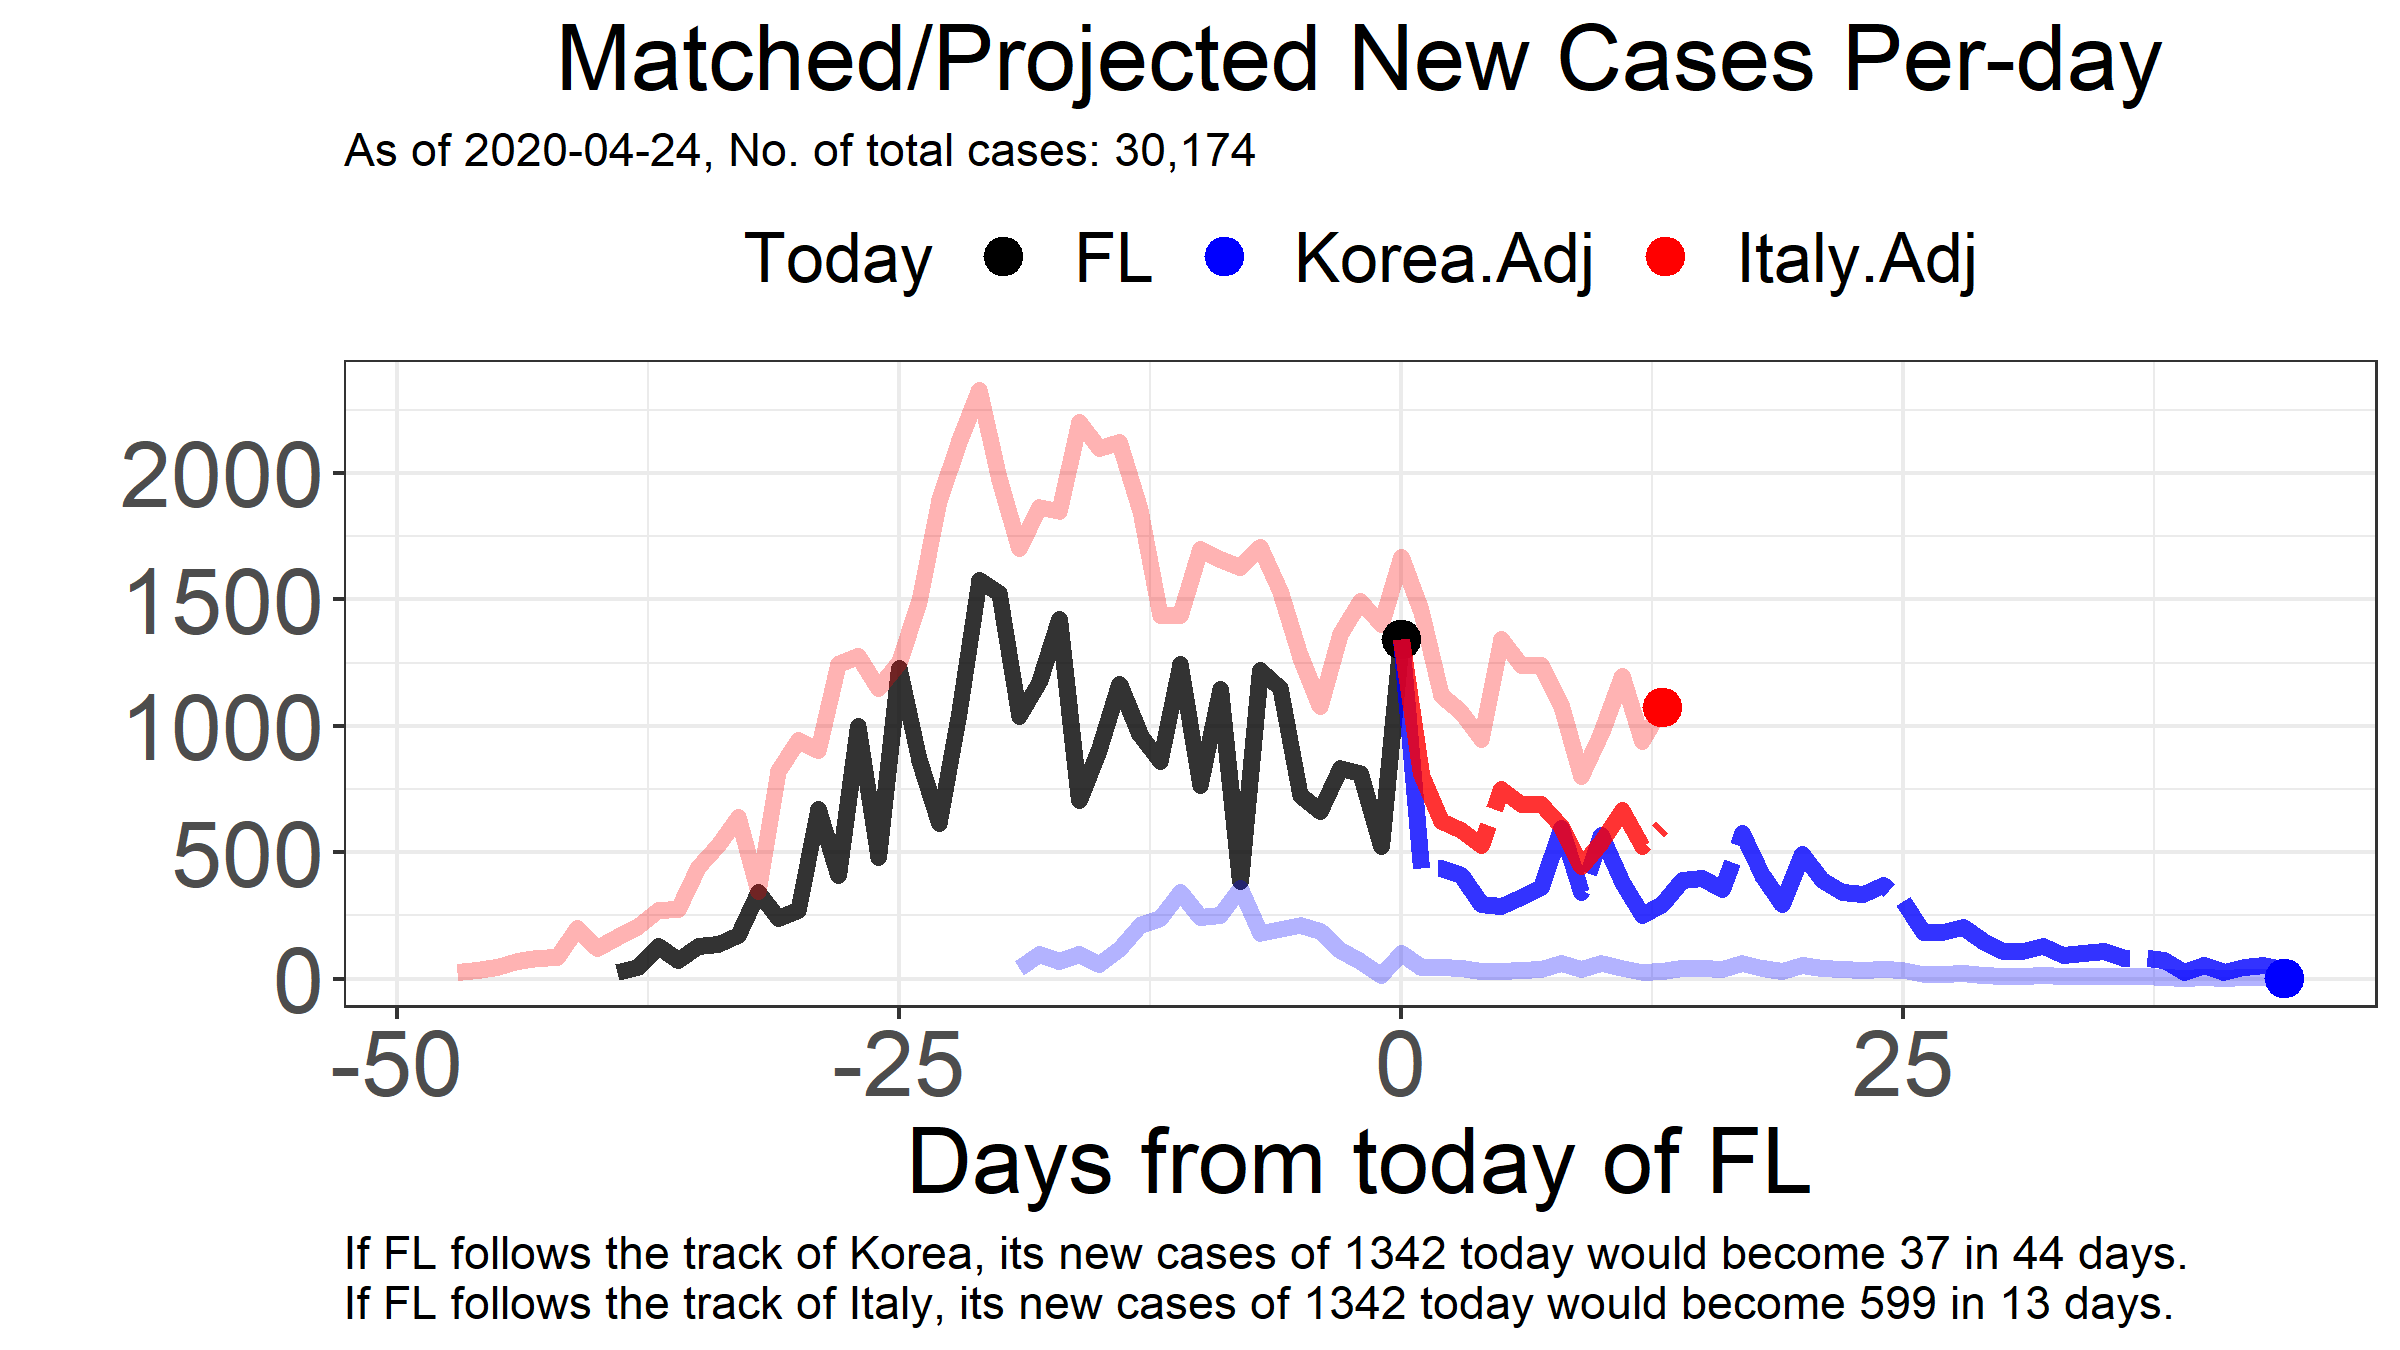 Matched/Projected New Cases Per-day
As of 2020-04-24, No. of total cases: 30,174
Today FL Korea.Adj Italy.Adj
2000
1500
1000
500
0
-50 -25 0 25
Days from today of FL
If FL follows the track of Korea, its new cases of 1342 today would become 37 in 44 days.
If FL follows the track of Italy, its new cases of 1342 today would become 599 in 13 days.